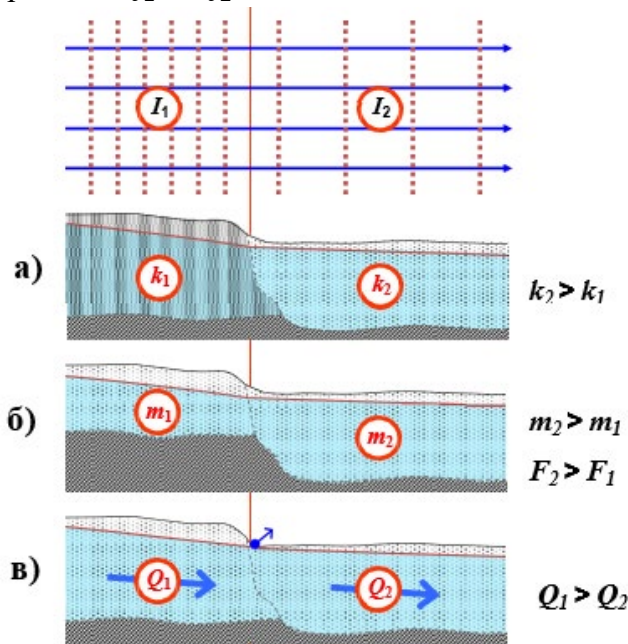 I₁ I₂
а) k₁ k₂ k₂ > k₁
б) m₁ m₂ m₂ > m₁
F₂ > F₁
в) Q₁ Q₂ Q₁ > Q₂